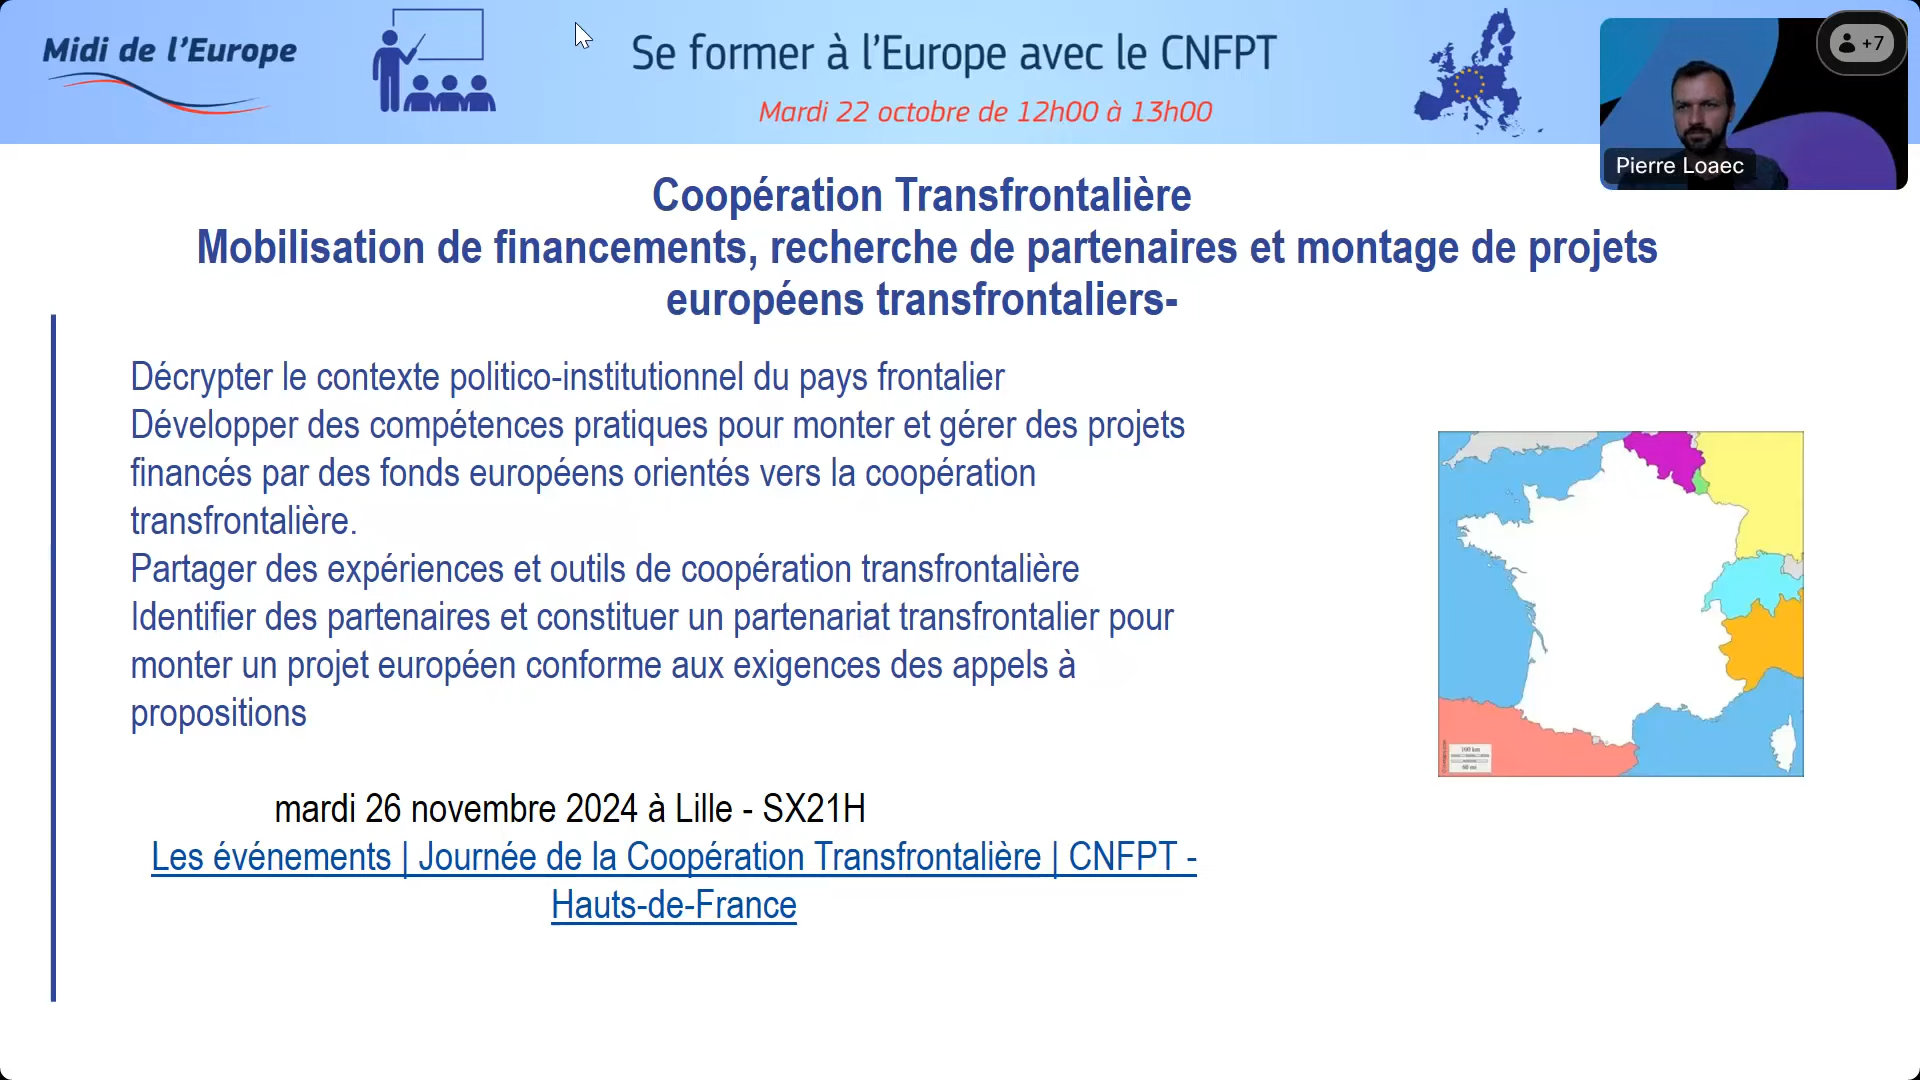 Midi de l'Europe
Se former à l'Europe avec le CNFPT
Mardi 22 octobre de 12h00 à 13h00
+7
Pierre Loaec
Coopération Transfrontalière
Mobilisation de financements, recherche de partenaires et montage de projets
européens transfrontaliers-
Décrypter le contexte politico-institutionnel du pays frontalier
Développer des compétences pratiques pour monter et gérer des projets
financés par des fonds européens orientés vers la coopération
transfrontalière.
Partager des expériences et outils de coopération transfrontalière
Identifier des partenaires et constituer un partenariat transfrontalier pour
monter un projet européen conforme aux exigences des appels à
propositions
100 km
60 mi
mardi 26 novembre 2024 à Lille - SX21H
Les événements | Journée de la Coopération Transfrontalière | CNFPT -
Hauts-de-France